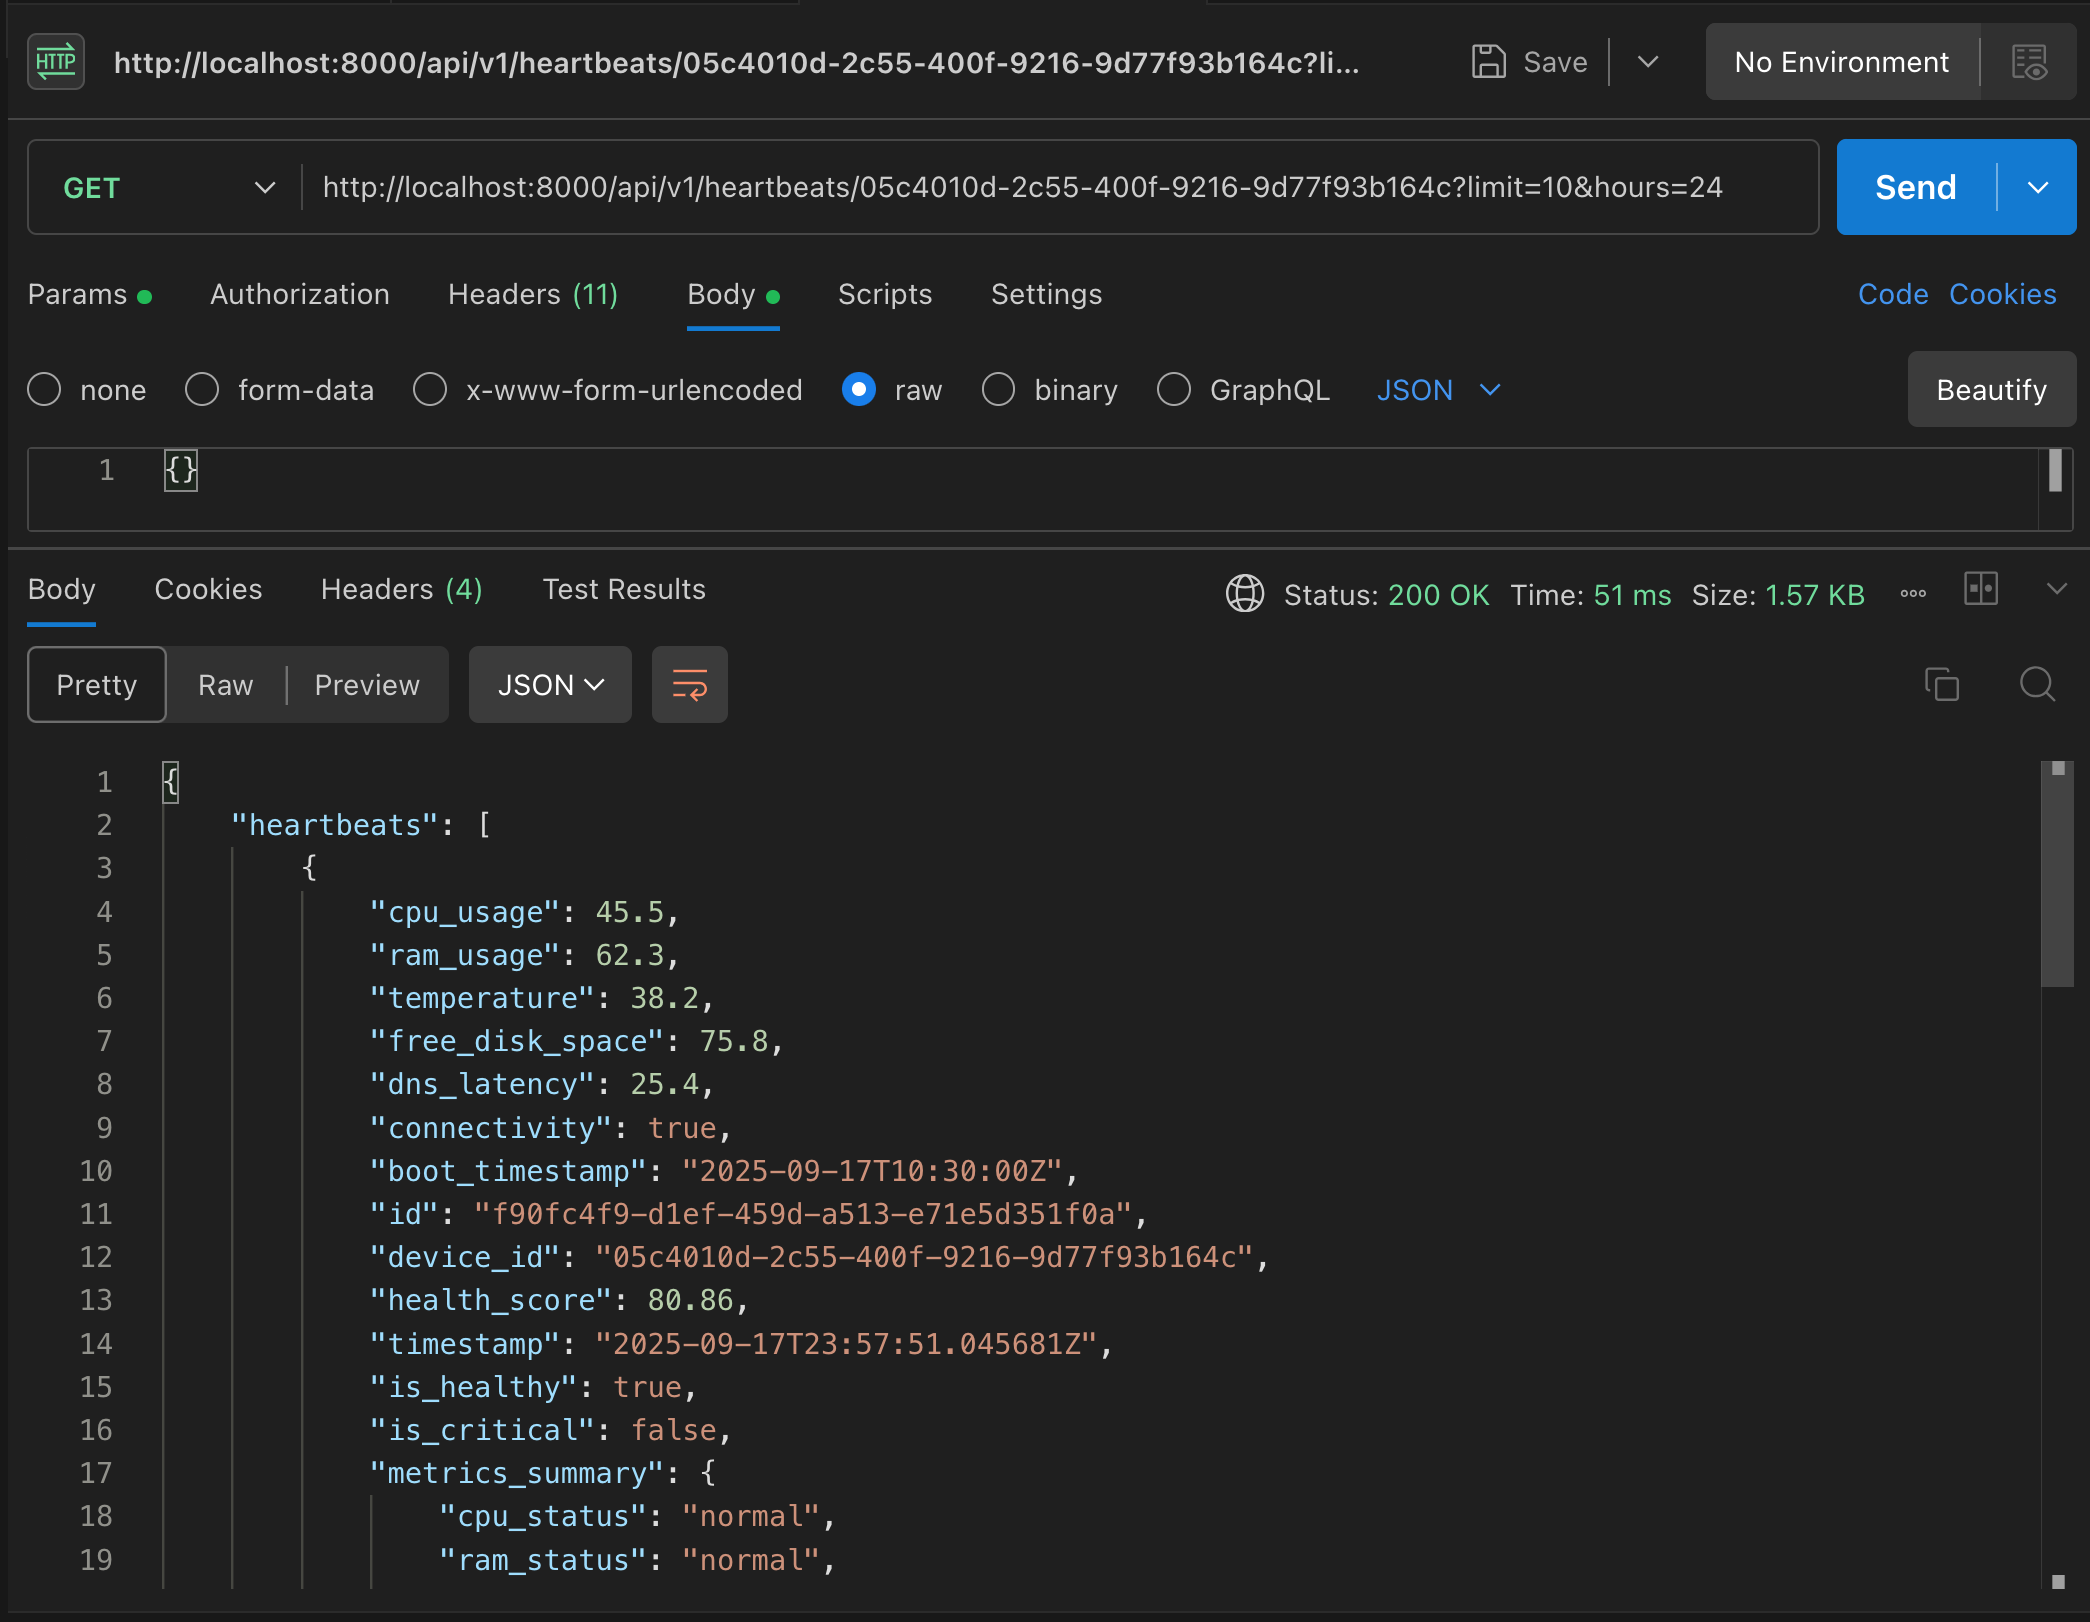 HTTP http://localhost:8000/api/v1/heartbeats/05c4010d-2c55-400f-9216-9d77f93b164c?li... Save No Environment
GET http://localhost:8000/api/v1/heartbeats/05c4010d-2c55-400f-9216-9d77f93b164c?limit=10&hours=24 Send
Params Authorization Headers (11) Body Scripts Settings Code Cookies
none form-data x-www-form-urlencoded raw binary GraphQL JSON Beautify
1 {}
Body Cookies Headers (4) Test Results Status: 200 OK Time: 51 ms Size: 1.57 KB
Pretty Raw Preview JSON
1 {
2 "heartbeats": [
3 {
4 "cpu_usage": 45.5,
5 "ram_usage": 62.3,
6 "temperature": 38.2,
7 "free_disk_space": 75.8,
8 "dns_latency": 25.4,
9 "connectivity": true,
10 "boot_timestamp": "2025-09-17T10:30:00Z",
11 "id": "f90fc4f9-d1ef-459d-a513-e71e5d351f0a",
12 "device_id": "05c4010d-2c55-400f-9216-9d77f93b164c",
13 "health_score": 80.86,
14 "timestamp": "2025-09-17T23:57:51.045681Z",
15 "is_healthy": true,
16 "is_critical": false,
17 "metrics_summary": {
18 "cpu_status": "normal",
19 "ram_status": "normal",